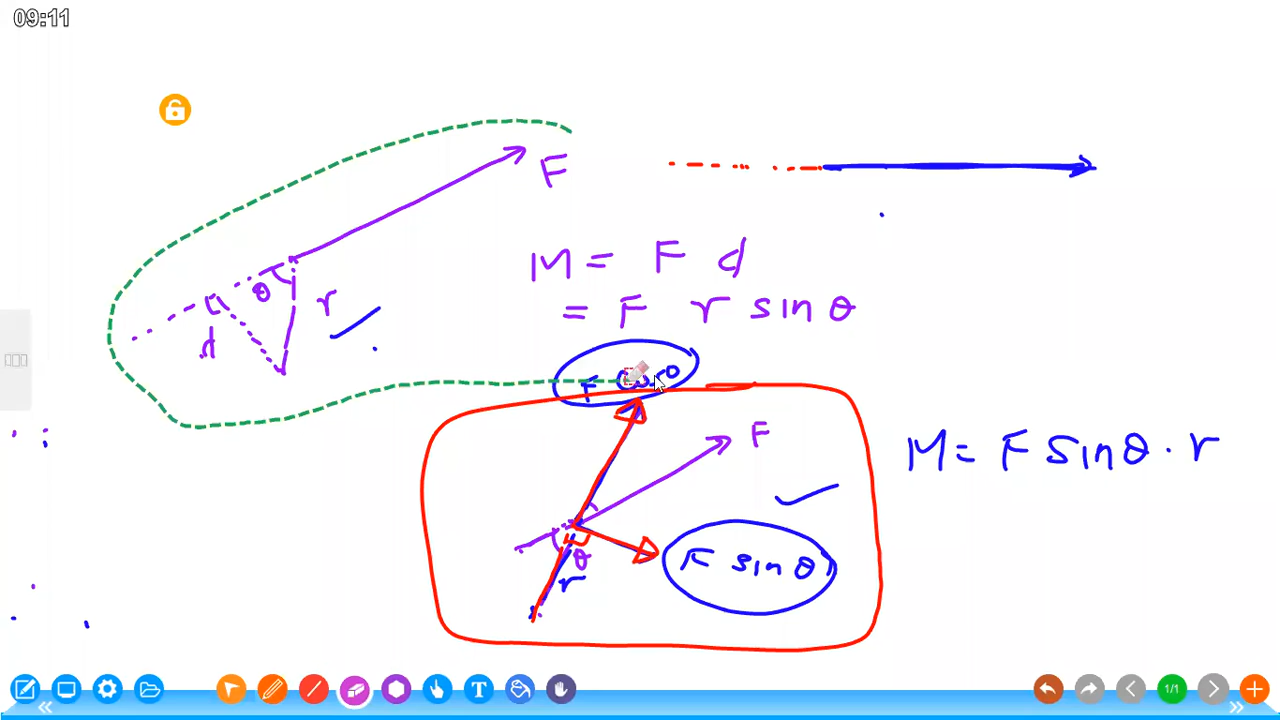 09:11
F
M = F d
θ
r
= F r sin θ
d
F
F
M = F sin θ · r
F sin θ
θ
r
1/1
T